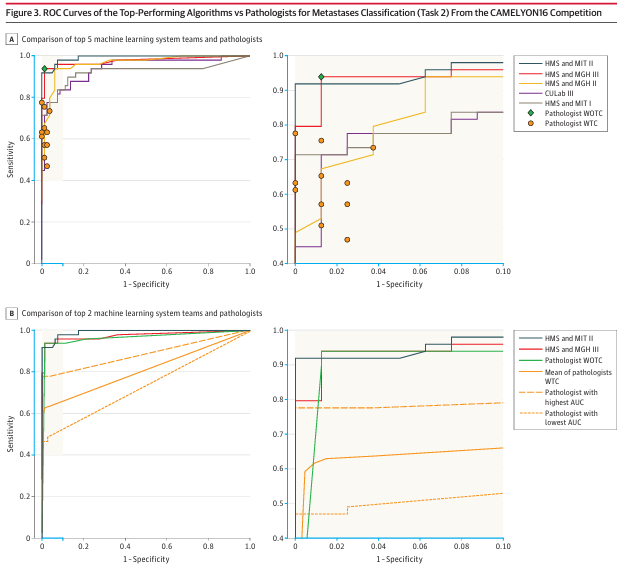 Figure 3. ROC Curves of the Top-Performing Algorithms vs Pathologists for Metastases Classification (Task 2) From the CAMELYON16 Competition
A Comparison of top 5 machine learning system teams and pathologists
1.0
0.8
0.6
0.4
0.2
0
Sensitivity
0 0.2 0.4 0.6 0.8 1.0
1 - Specificity
1.0
0.9
0.8
0.7
0.6
0.5
0.4
0 0.02 0.04 0.06 0.08 0.10
1 - Specificity
HMS and MIT II
HMS and MGH III
HMS and MGH II
CULab III
HMS and MIT I
Pathologist WOTC
Pathologist WTC
B Comparison of top 2 machine learning system teams and pathologists
1.0
0.8
0.6
0.4
0.2
0
Sensitivity
0 0.2 0.4 0.6 0.8 1.0
1 - Specificity
1.0
0.9
0.8
0.7
0.6
0.5
0.4
0 0.02 0.04 0.06 0.08 0.10
1 - Specificity
HMS and MIT II
HMS and MGH III
Pathologist WOTC
Mean of pathologists
WTC
Pathologist with
highest AUC
Pathologist with
lowest AUC